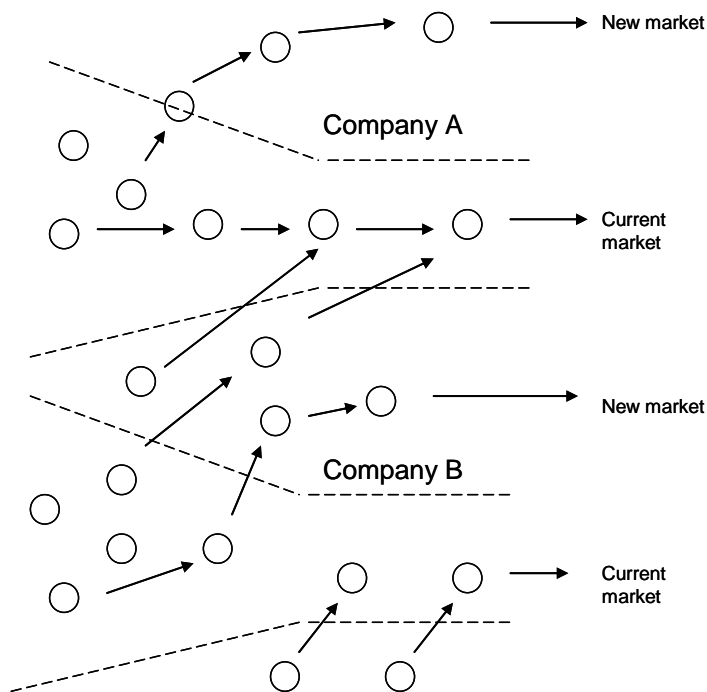 New market
Company A
Current
market
New market
Company B
Current
market